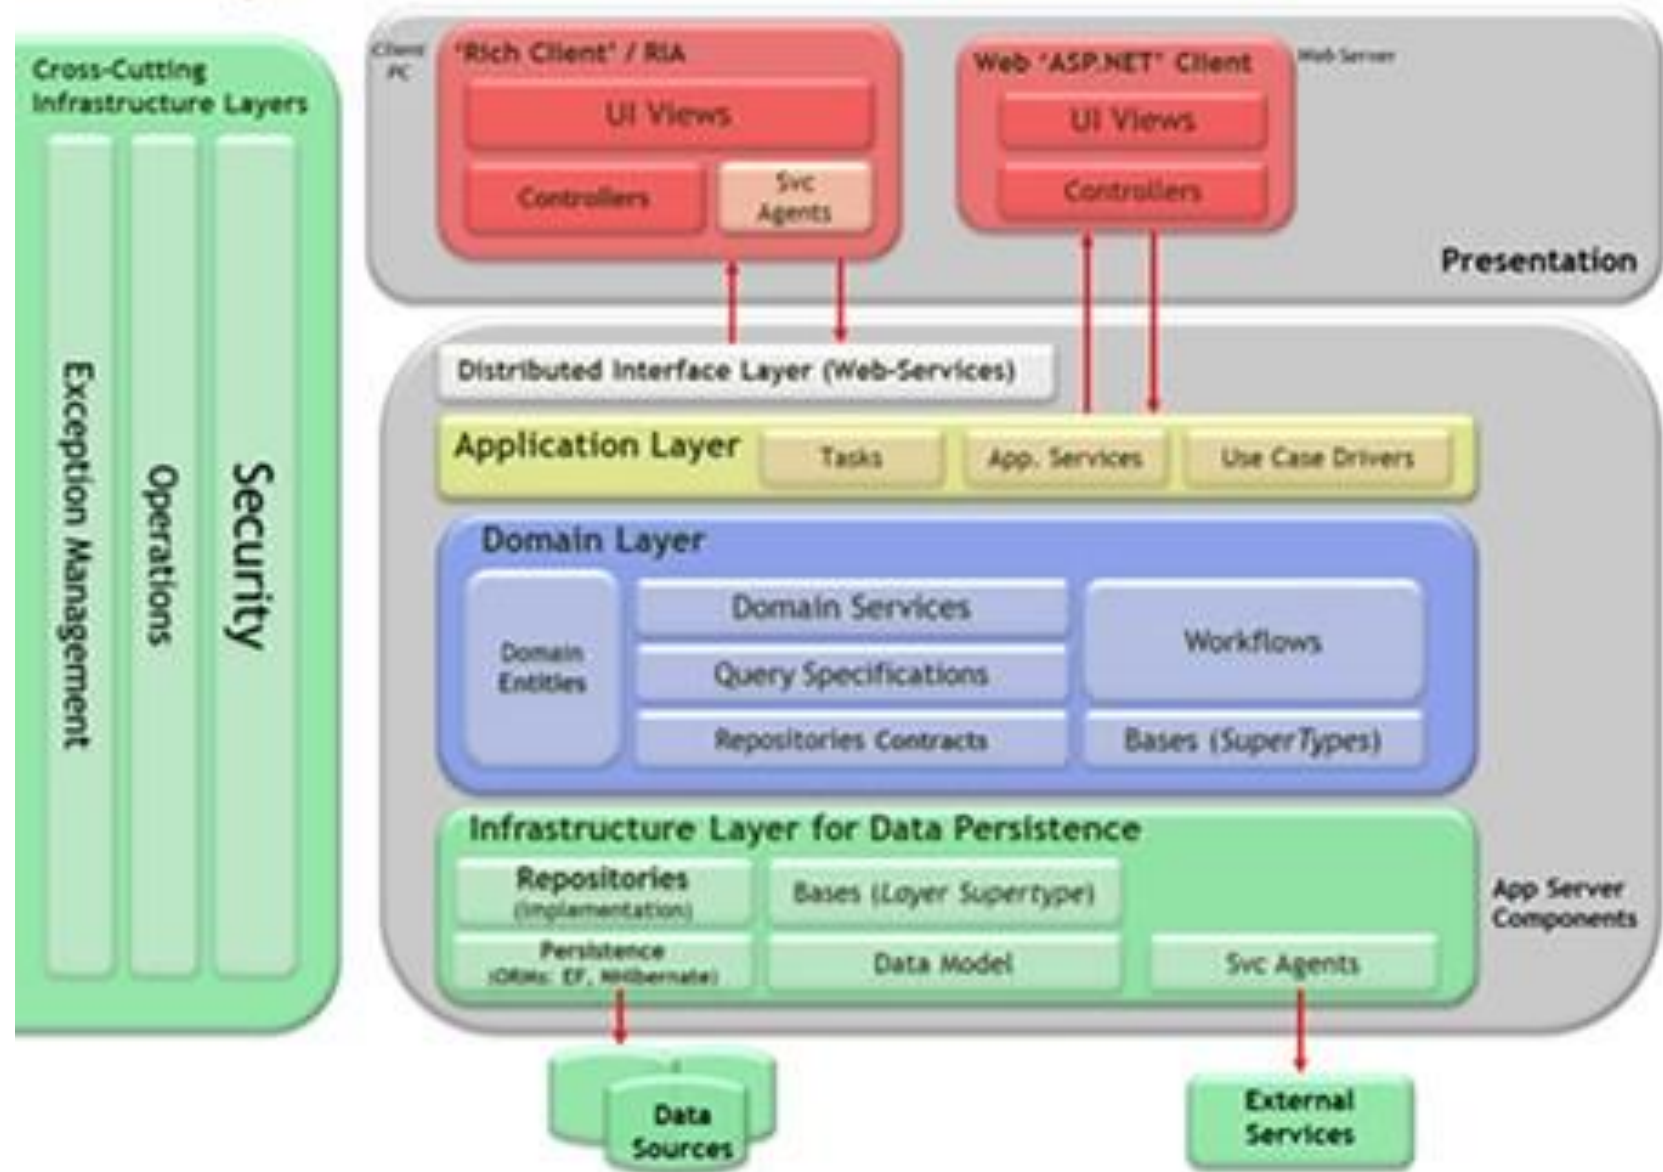 Cross-Cutting
Infrastructure Layers
Exception Management
Operations
Security
Client
PC
'Rich Client' / RIA
UI Views
Controllers
Svc
Agents
Web 'ASP.NET' Client
UI Views
Controllers
Web Server
Presentation
Distributed Interface Layer (Web-Services)
Application Layer
Tasks
App. Services
Use Case Drivers
Domain Layer
Domain
Entities
Domain Services
Query Specifications
Repositories Contracts
Workflows
Bases (SuperTypes)
Infrastructure Layer for Data Persistence
Repositories
(Implementation)
Bases (Layer Supertype)
Persistence
(ORMs: EF, NHibernate)
Data Model
Svc Agents
App Server
Components
Data
Sources
External
Services